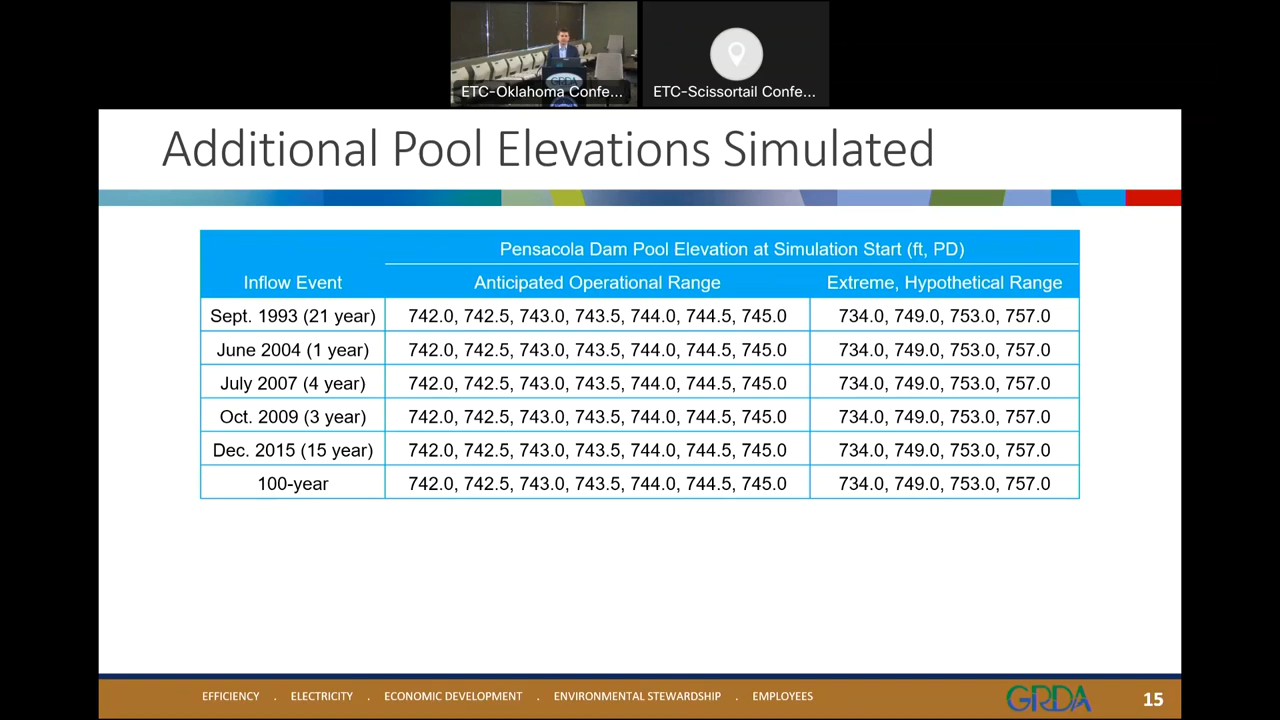 ETC-Oklahoma Confe...
ETC-Scissortail Confe...
GRDA
Additional Pool Elevations Simulated
Pensacola Dam Pool Elevation at Simulation Start (ft, PD)
Inflow Event Anticipated Operational Range Extreme, Hypothetical Range
Sept. 1993 (21 year) 742.0, 742.5, 743.0, 743.5, 744.0, 744.5, 745.0 734.0, 749.0, 753.0, 757.0
June 2004 (1 year) 742.0, 742.5, 743.0, 743.5, 744.0, 744.5, 745.0 734.0, 749.0, 753.0, 757.0
July 2007 (4 year) 742.0, 742.5, 743.0, 743.5, 744.0, 744.5, 745.0 734.0, 749.0, 753.0, 757.0
Oct. 2009 (3 year) 742.0, 742.5, 743.0, 743.5, 744.0, 744.5, 745.0 734.0, 749.0, 753.0, 757.0
Dec. 2015 (15 year) 742.0, 742.5, 743.0, 743.5, 744.0, 744.5, 745.0 734.0, 749.0, 753.0, 757.0
100-year 742.0, 742.5, 743.0, 743.5, 744.0, 744.5, 745.0 734.0, 749.0, 753.0, 757.0
EFFICIENCY . ELECTRICITY . ECONOMIC DEVELOPMENT . ENVIRONMENTAL STEWARDSHIP . EMPLOYEES GRDA 15